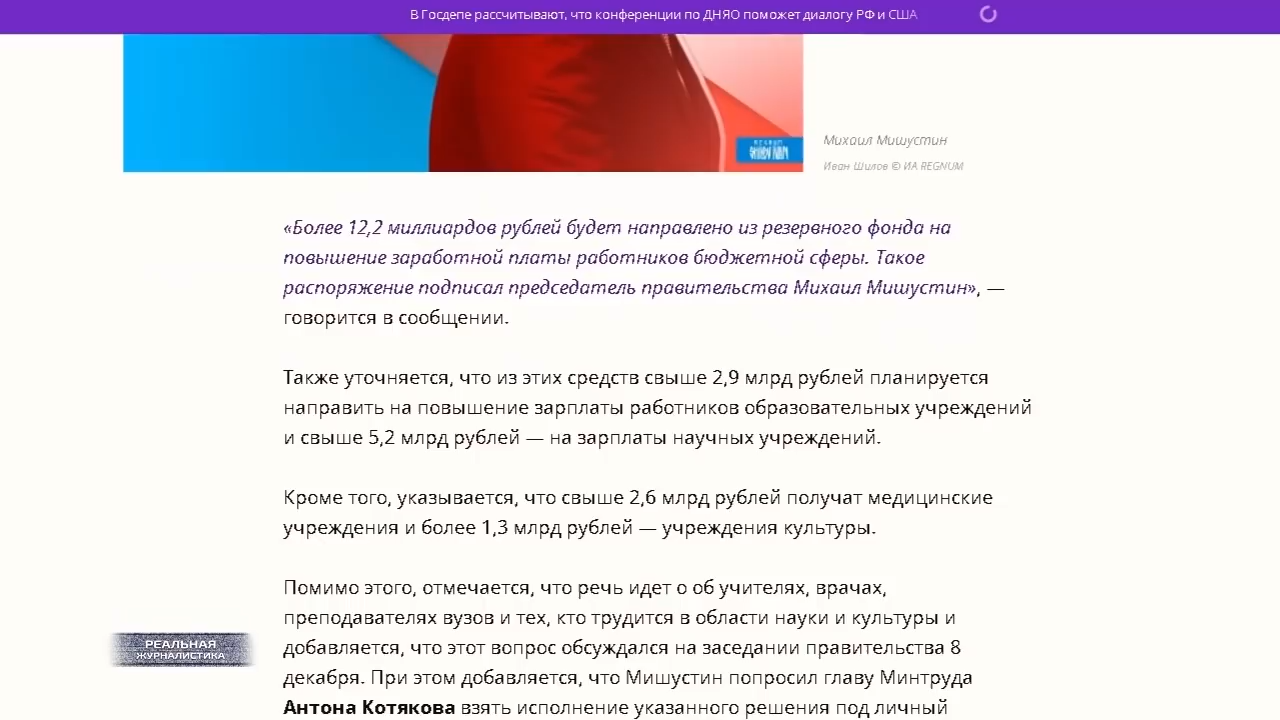 В Госдепе рассчитывают, что конференции по ДНЯО поможет диалогу РФ и США
Михаил Мишустин
Иван Шилов © ИА REGNUM
«Более 12,2 миллиардов рублей будет направлено из резервного фонда на
повышение заработной платы работников бюджетной сферы. Такое
распоряжение подписал председатель правительства Михаил Мишустин», —
говорится в сообщении.
Также уточняется, что из этих средств свыше 2,9 млрд рублей планируется
направить на повышение зарплаты работников образовательных учреждений
и свыше 5,2 млрд рублей — на зарплаты научных учреждений.
Кроме того, указывается, что свыше 2,6 млрд рублей получат медицинские
учреждения и более 1,3 млрд рублей — учреждения культуры.
Помимо этого, отмечается, что речь идет о об учителях, врачах,
преподавателях вузов и тех, кто трудится в области науки и культуры и
добавляется, что этот вопрос обсуждался на заседании правительства 8
декабря. При этом добавляется, что Мишустин попросил главу Минтруда
Антона Котякова взять исполнение указанного решения под личный
РЕАЛЬНАЯ
ЖУРНАЛИСТИКА